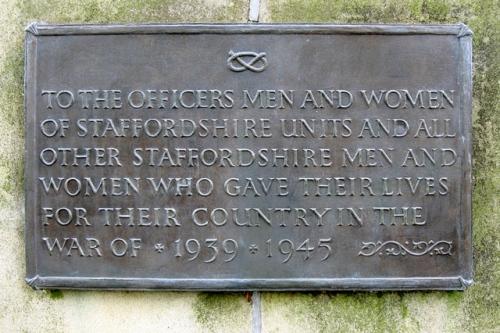 TO THE OFFICERS MEN AND WOMEN
OF STAFFORDSHIRE UNITS AND ALL
OTHER STAFFORDSHIRE MEN AND
WOMEN WHO GAVE THEIR LIVES
FOR THEIR COUNTRY IN THE
WAR OF * 1939 * 1945